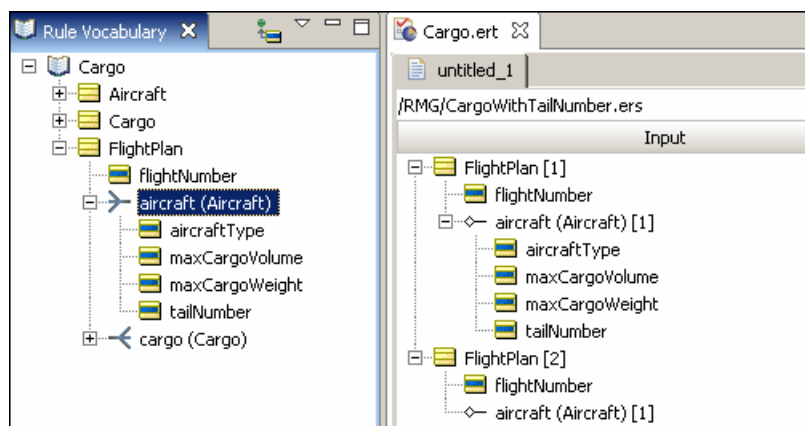 Rule Vocabulary
Cargo
Aircraft
Cargo
FlightPlan
flightNumber
aircraft (Aircraft)
aircraftType
maxCargoVolume
maxCargoWeight
tailNumber
cargo (Cargo)
Cargo.ert
untitled_1
/RMG/CargoWithTailNumber.ers
Input
FlightPlan [1]
flightNumber
aircraft (Aircraft) [1]
aircraftType
maxCargoVolume
maxCargoWeight
tailNumber
FlightPlan [2]
flightNumber
aircraft (Aircraft) [1]